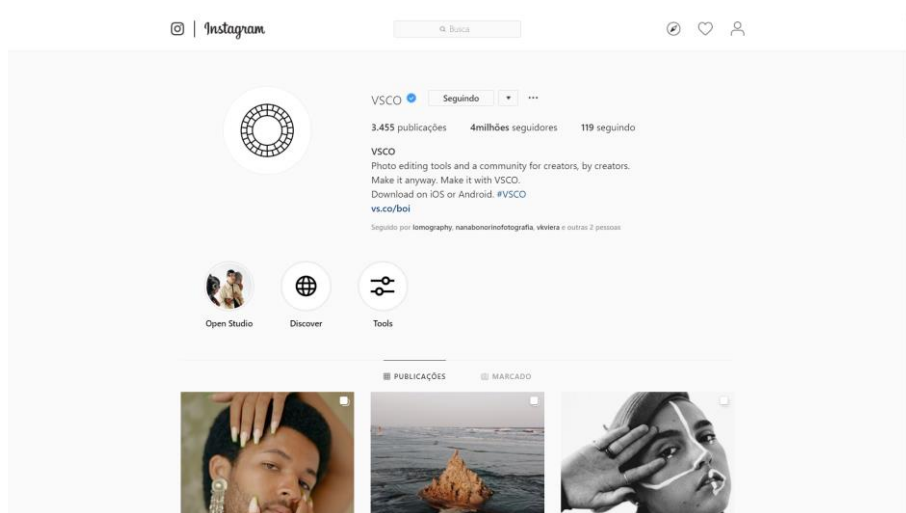 Instagram
Busca
VSCO Seguindo
3.455 publicações 4milhões seguidores 119 seguindo
VSCO
Photo editing tools and a community for creators, by creators.
Make it anyway. Make it with VSCO.
Download on iOS or Android. #VSCO
vs.co/boi
Seguido por lomography, nanabonorinofotografia, vkviera e outras 2 pessoas
Open Studio Discover Tools
PUBLICAÇÕES MARCADO